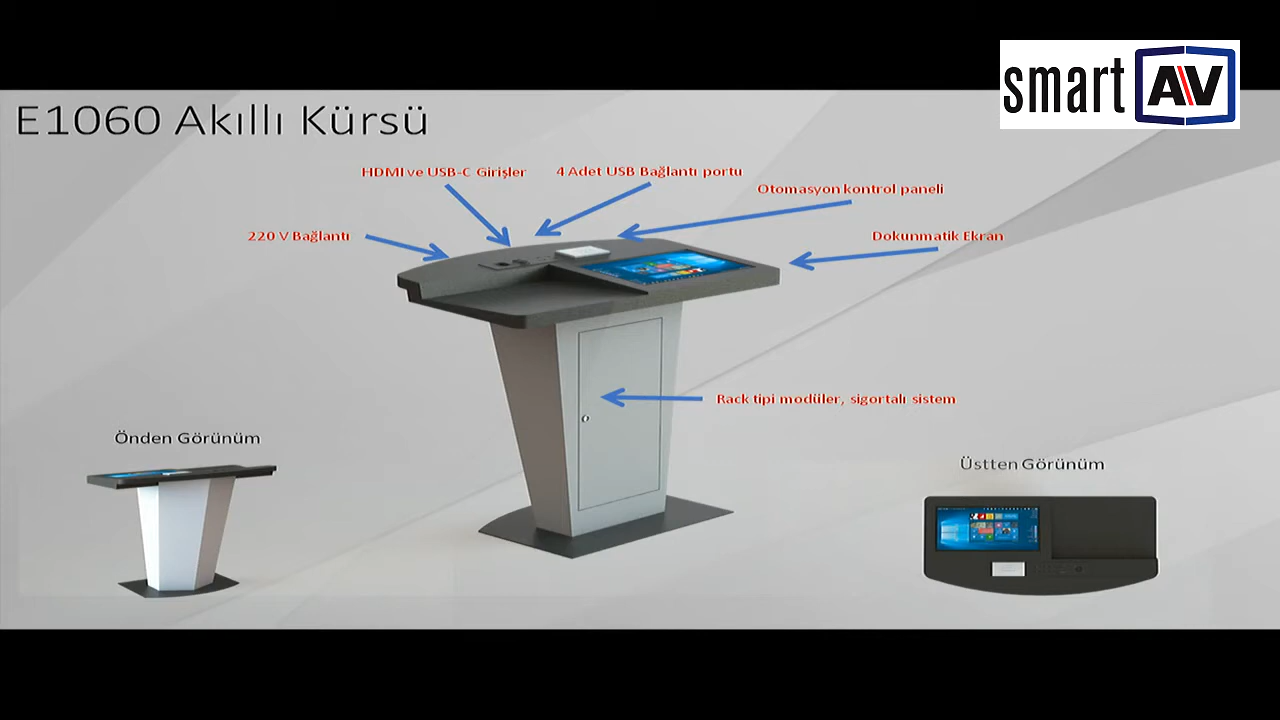 smart AV
E1060 Akıllı Kürsü
HDMI ve USB-C Girişler
4 Adet USB Bağlantı portu
Otomasyon kontrol paneli
220 V Bağlantı
Dokunmatik Ekran
Rack tipi modüler, sigortalı sistem
Önden Görünüm
Üstten Görünüm